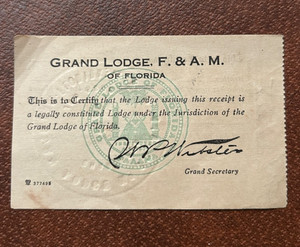 GRAND LODGE, F. & A. M.
OF FLORIDA
This is to Certify that the Lodge issuing this receipt is
a legally constituted Lodge under the Jurisdiction of the
Grand Lodge of Florida.
Grand Secretary